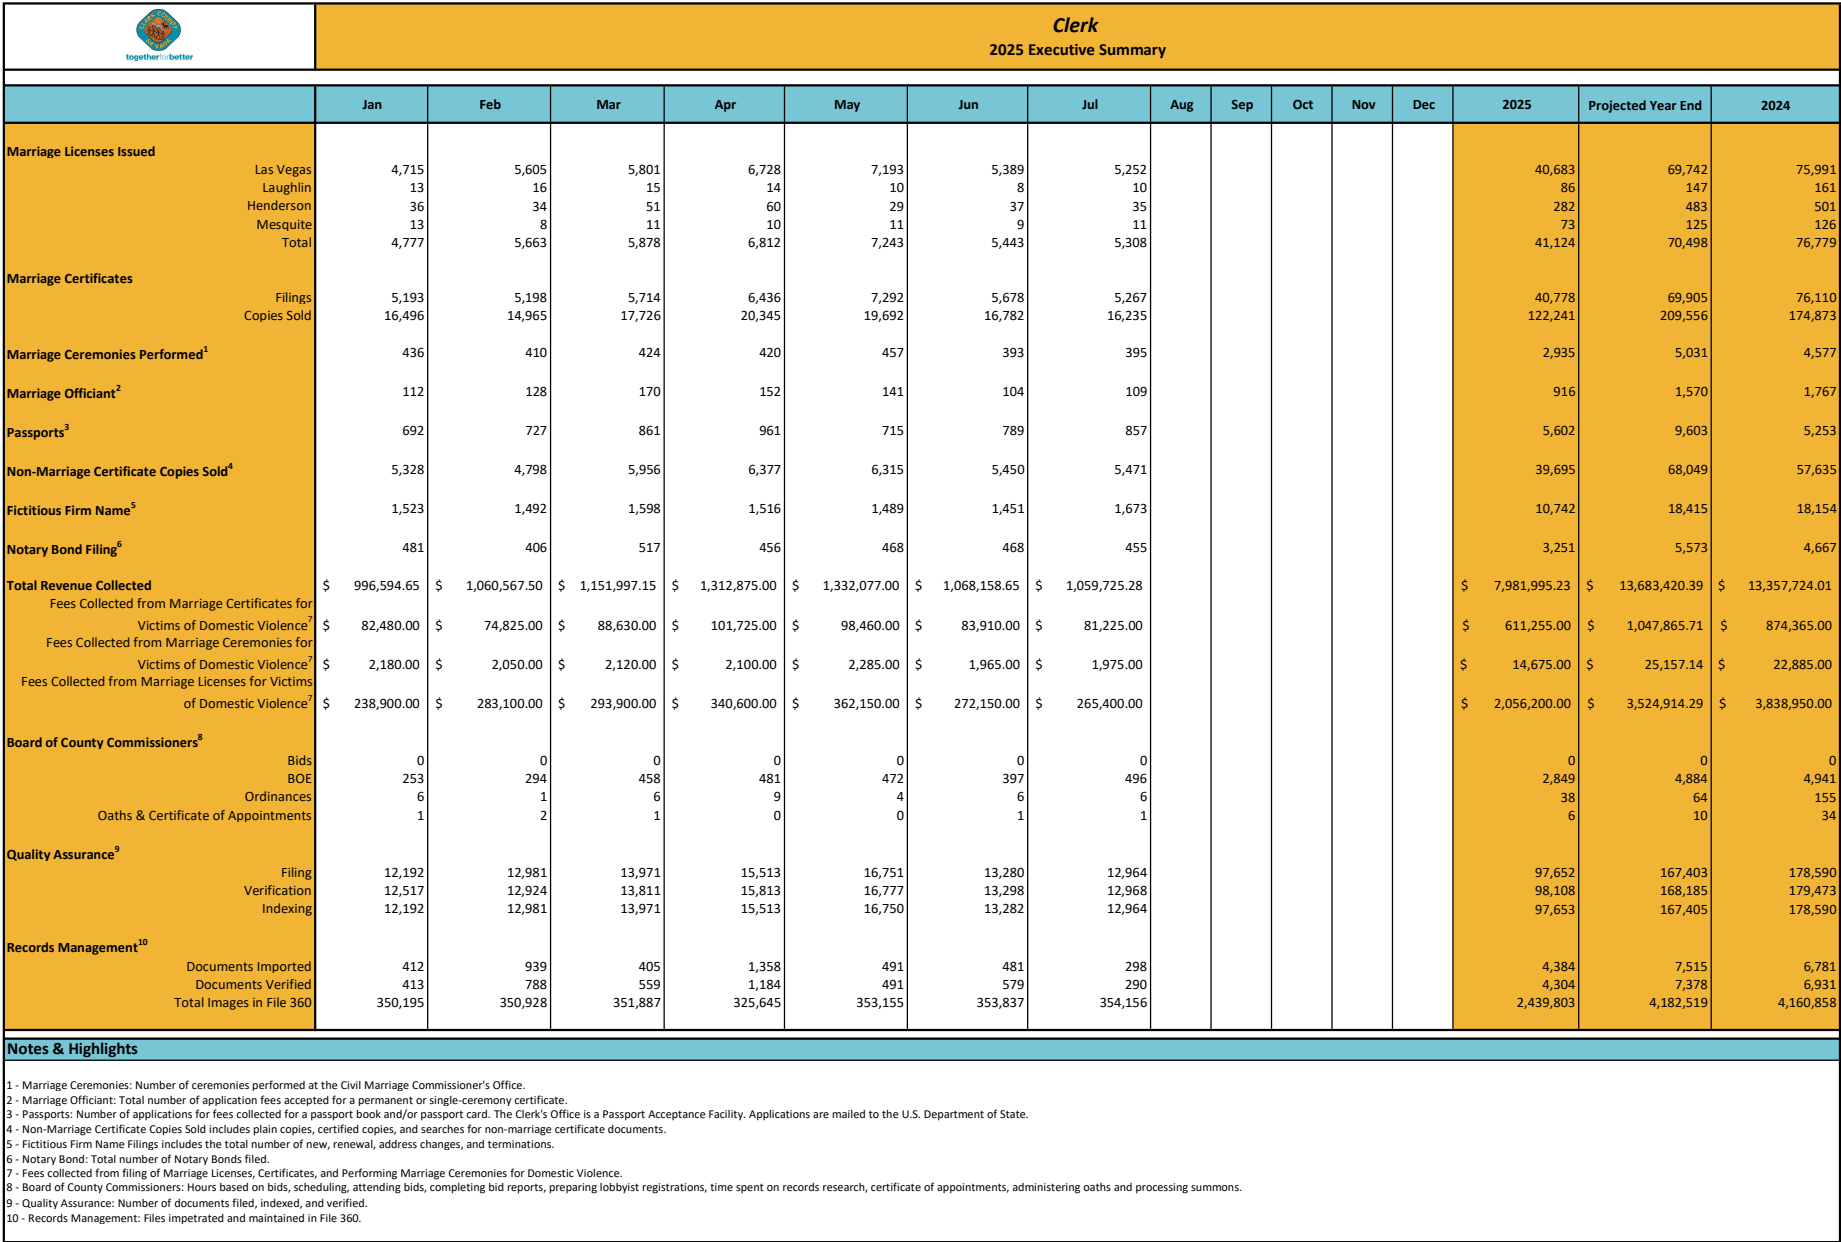 CLARK COUNTY
NEVADA
togetherforbetter
Clerk
2025 Executive Summary
Jan Feb Mar Apr May Jun Jul Aug Sep Oct Nov Dec 2025 Projected Year End 2024
Marriage Licenses Issued
Las Vegas 4,715 5,605 5,801 6,728 7,193 5,389 5,252 40,683 69,742 75,991
Laughlin 13 16 15 14 10 8 10 86 147 161
Henderson 36 34 51 60 29 37 35 282 483 501
Mesquite 13 8 11 10 11 9 11 73 125 126
Total 4,777 5,663 5,878 6,812 7,243 5,443 5,308 41,124 70,498 76,779
Marriage Certificates
Filings 5,193 5,198 5,714 6,436 7,292 5,678 5,267 40,778 69,905 76,110
Copies Sold 16,496 14,965 17,726 20,345 19,692 16,782 16,235 122,241 209,556 174,873
Marriage Ceremonies Performed1 436 410 424 420 457 393 395 2,935 5,031 4,577
Marriage Officiant2 112 128 170 152 141 104 109 916 1,570 1,767
Passports3 692 727 861 961 715 789 857 5,602 9,603 5,253
Non-Marriage Certificate Copies Sold4 5,328 4,798 5,956 6,377 6,315 5,450 5,471 39,695 68,049 57,635
Fictitious Firm Name5 1,523 1,492 1,598 1,516 1,489 1,451 1,673 10,742 18,415 18,154
Notary Bond Filing6 481 406 517 456 468 468 455 3,251 5,573 4,667
Total Revenue Collected $ 996,594.65 $ 1,060,567.50 $ 1,151,997.15 $ 1,312,875.00 $ 1,332,077.00 $ 1,068,158.65 $ 1,059,725.28 $ 7,981,995.23 $ 13,683,420.39 $ 13,357,724.01
Fees Collected from Marriage Certificates for
Victims of Domestic Violence7 $ 82,480.00 $ 74,825.00 $ 88,630.00 $ 101,725.00 $ 98,460.00 $ 83,910.00 $ 81,225.00 $ 611,255.00 $ 1,047,865.71 $ 874,365.00
Fees Collected from Marriage Ceremonies for
Victims of Domestic Violence7 $ 2,180.00 $ 2,050.00 $ 2,120.00 $ 2,100.00 $ 2,285.00 $ 1,965.00 $ 1,975.00 $ 14,675.00 $ 25,157.14 $ 22,885.00
Fees Collected from Marriage Licenses for Victims
of Domestic Violence7 $ 238,900.00 $ 283,100.00 $ 293,900.00 $ 340,600.00 $ 362,150.00 $ 272,150.00 $ 265,400.00 $ 2,056,200.00 $ 3,524,914.29 $ 3,838,950.00
Board of County Commissioners8
Bids 0 0 0 0 0 0 0 0 0 0
BOE 253 294 458 481 472 397 496 2,849 4,884 4,941
Ordinances 6 1 6 9 4 6 6 38 64 155
Oaths & Certificate of Appointments 1 2 1 0 0 1 1 6 10 34
Quality Assurance9
Filing 12,192 12,981 13,971 15,513 16,751 13,280 12,964 97,652 167,403 178,590
Verification 12,517 12,924 13,811 15,813 16,777 13,298 12,968 98,108 168,185 179,473
Indexing 12,192 12,981 13,971 15,513 16,750 13,282 12,964 97,653 167,405 178,590
Records Management10
Documents Imported 412 939 405 1,358 491 481 298 4,384 7,515 6,781
Documents Verified 413 788 559 1,184 491 579 290 4,304 7,378 6,931
Total Images in File 360 350,195 350,928 351,887 325,645 353,155 353,837 354,156 2,439,803 4,182,519 4,160,858
Notes & Highlights
1 - Marriage Ceremonies: Number of ceremonies performed at the Civil Marriage Commissioner's Office.
2 - Marriage Officiant: Total number of application fees accepted for a permanent or single-ceremony certificate.
3 - Passports: Number of applications for fees collected for a passport book and/or passport card. The Clerk's Office is a Passport Acceptance Facility. Applications are mailed to the U.S. Department of State.
4 - Non-Marriage Certificate Copies Sold includes plain copies, certified copies, and searches for non-marriage certificate documents.
5 - Fictitious Firm Name Filings includes the total number of new, renewal, address changes, and terminations.
6 - Notary Bond: Total number of Notary Bonds filed.
7 - Fees collected from filing of Marriage Licenses, Certificates, and Performing Marriage Ceremonies for Domestic Violence.
8 - Board of County Commissioners: Hours based on bids, scheduling, attending bids, completing bid reports, preparing lobbyist registrations, time spent on records research, certificate of appointments, administering oaths and processing summons.
9 - Quality Assurance: Number of documents filed, indexed, and verified.
10 - Records Management: Files impetrated and maintained in File 360.